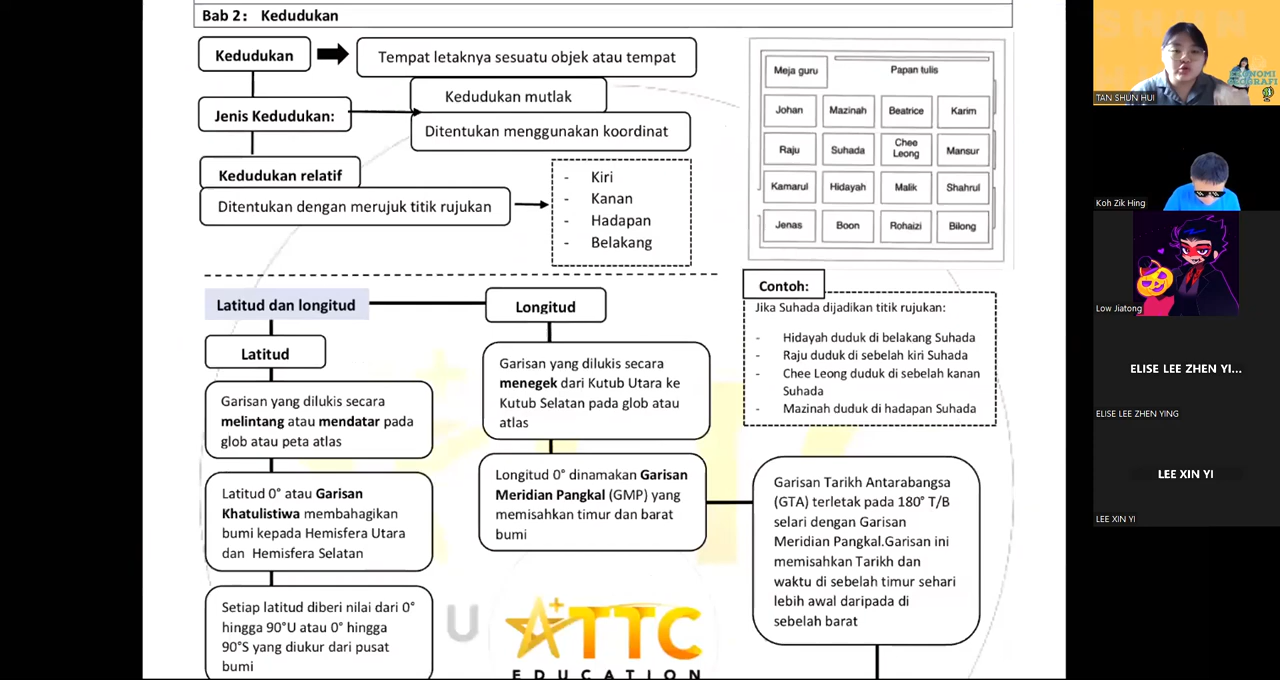 Bab 2: Kedudukan
Kedudukan
Tempat letaknya sesuatu objek atau tempat
Jenis Kedudukan:
Kedudukan mutlak
Ditentukan menggunakan koordinat
Kedudukan relatif
Ditentukan dengan merujuk titik rujukan
- Kiri
- Kanan
- Hadapan
- Belakang
Meja guru
Papan tulis
Johan Mazinah Beatrice Karim
Raju Suhada Chee Leong Mansur
Kamarul Hidayah Malik Shahrul
Jenas Boon Rohaizi Bilong
Contoh:
Jika Suhada dijadikan titik rujukan:
- Hidayah duduk di belakang Suhada
- Raju duduk di sebelah kiri Suhada
- Chee Leong duduk di sebelah kanan
Suhada
- Mazinah duduk di hadapan Suhada
Latitud dan longitud
Latitud
Garisan yang dilukis secara
melintang atau mendatar pada
glob atau peta atlas
Latitud 0° atau Garisan
Khatulistiwa membahagikan
bumi kepada Hemisfera Utara
dan Hemisfera Selatan
Setiap latitud diberi nilai dari 0°
hingga 90°U atau 0° hingga
90°S yang diukur dari pusat
bumi
Longitud
Garisan yang dilukis secara
menegek dari Kutub Utara ke
Kutub Selatan pada glob atau
atlas
Longitud 0° dinamakan Garisan
Meridian Pangkal (GMP) yang
memisahkan timur dan barat
bumi
Garisan Tarikh Antarabangsa
(GTA) terletak pada 180° T/B
selari dengan Garisan
Meridian Pangkal.Garisan ini
memisahkan Tarikh dan
waktu di sebelah timur sehari
lebih awal daripada di
sebelah barat
U
ATTC
EDUCATION
EKONOMI
GEOGRAFI
TAN SHUN HUI
Koh Zik Hing
Low Jiatong
ELISE LEE ZHEN YI...
ELISE LEE ZHEN YING
LEE XIN YI
LEE XIN YI